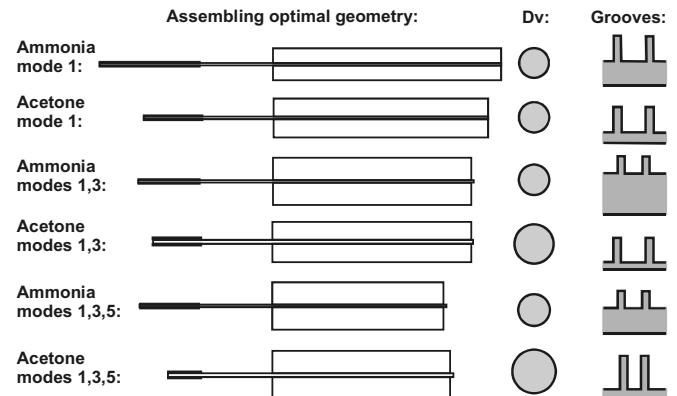 Assembling optimal geometry: Dv: Grooves:
Ammonia
mode 1:
Acetone
mode 1:
Ammonia
modes 1,3:
Acetone
modes 1,3:
Ammonia
modes 1,3,5:
Acetone
modes 1,3,5: